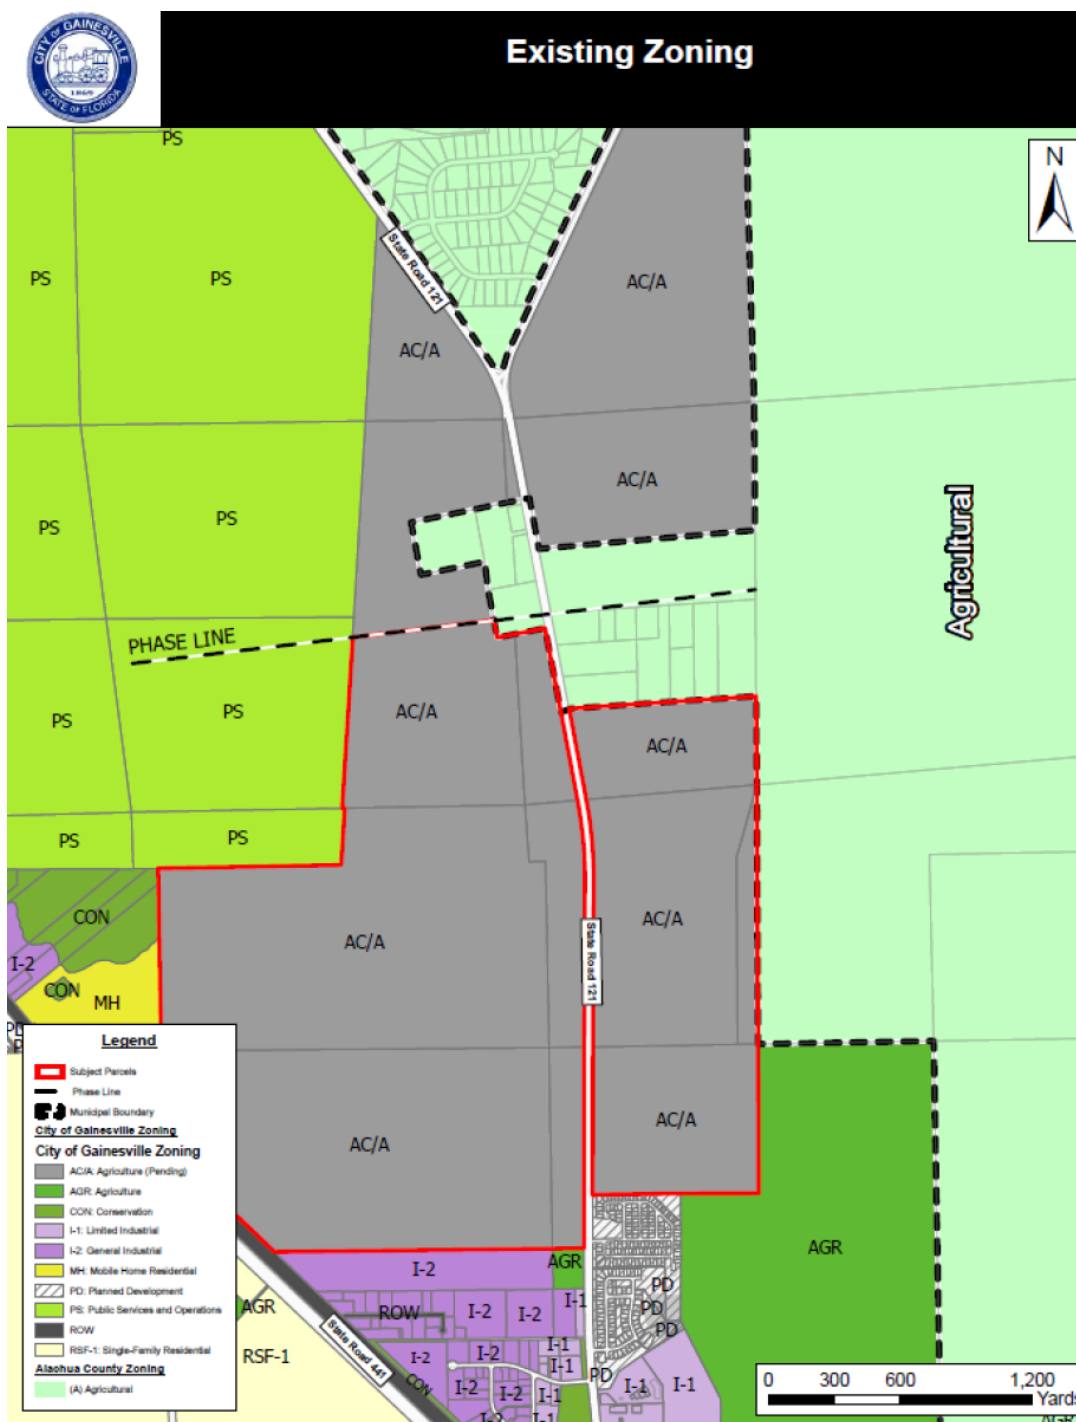 CITY OF GAINESVILLE
1869
STATE OF FLORIDA
Existing Zoning
N
PS
PS
PS
State Road 121
AC/A
AC/A
AC/A
PS
PS
Agricultural
PHASE LINE
PS
PS
AC/A
AC/A
PS
PS
CON
AC/A
AC/A
State Road 121
I-2
CON
MH
AC/A
AC/A
Legend
Subject Parcels
Phase Line
Municipal Boundary
City of Gainesville Zoning
City of Gainesville Zoning
AC/A: Agriculture (Pending)
AGR: Agriculture
CON: Conservation
I-1: Limited Industrial
I-2: General Industrial
MH: Mobile Home Residential
PD: Planned Development
PS: Public Services and Operations
ROW
RSF-1: Single-Family Residential
Alachua County Zoning
(A) Agricultural
AGR
AGR
I-2
PD
AGR
ROW
I-2
I-2
I-1
PD
PD
State Road 441
RSF-1
I-2
I-2
I-1
I-1
CON
I-2
I-2
I-1
PD
I-1
I-1
I-2
I-1
0 300 600 1,200
Yards